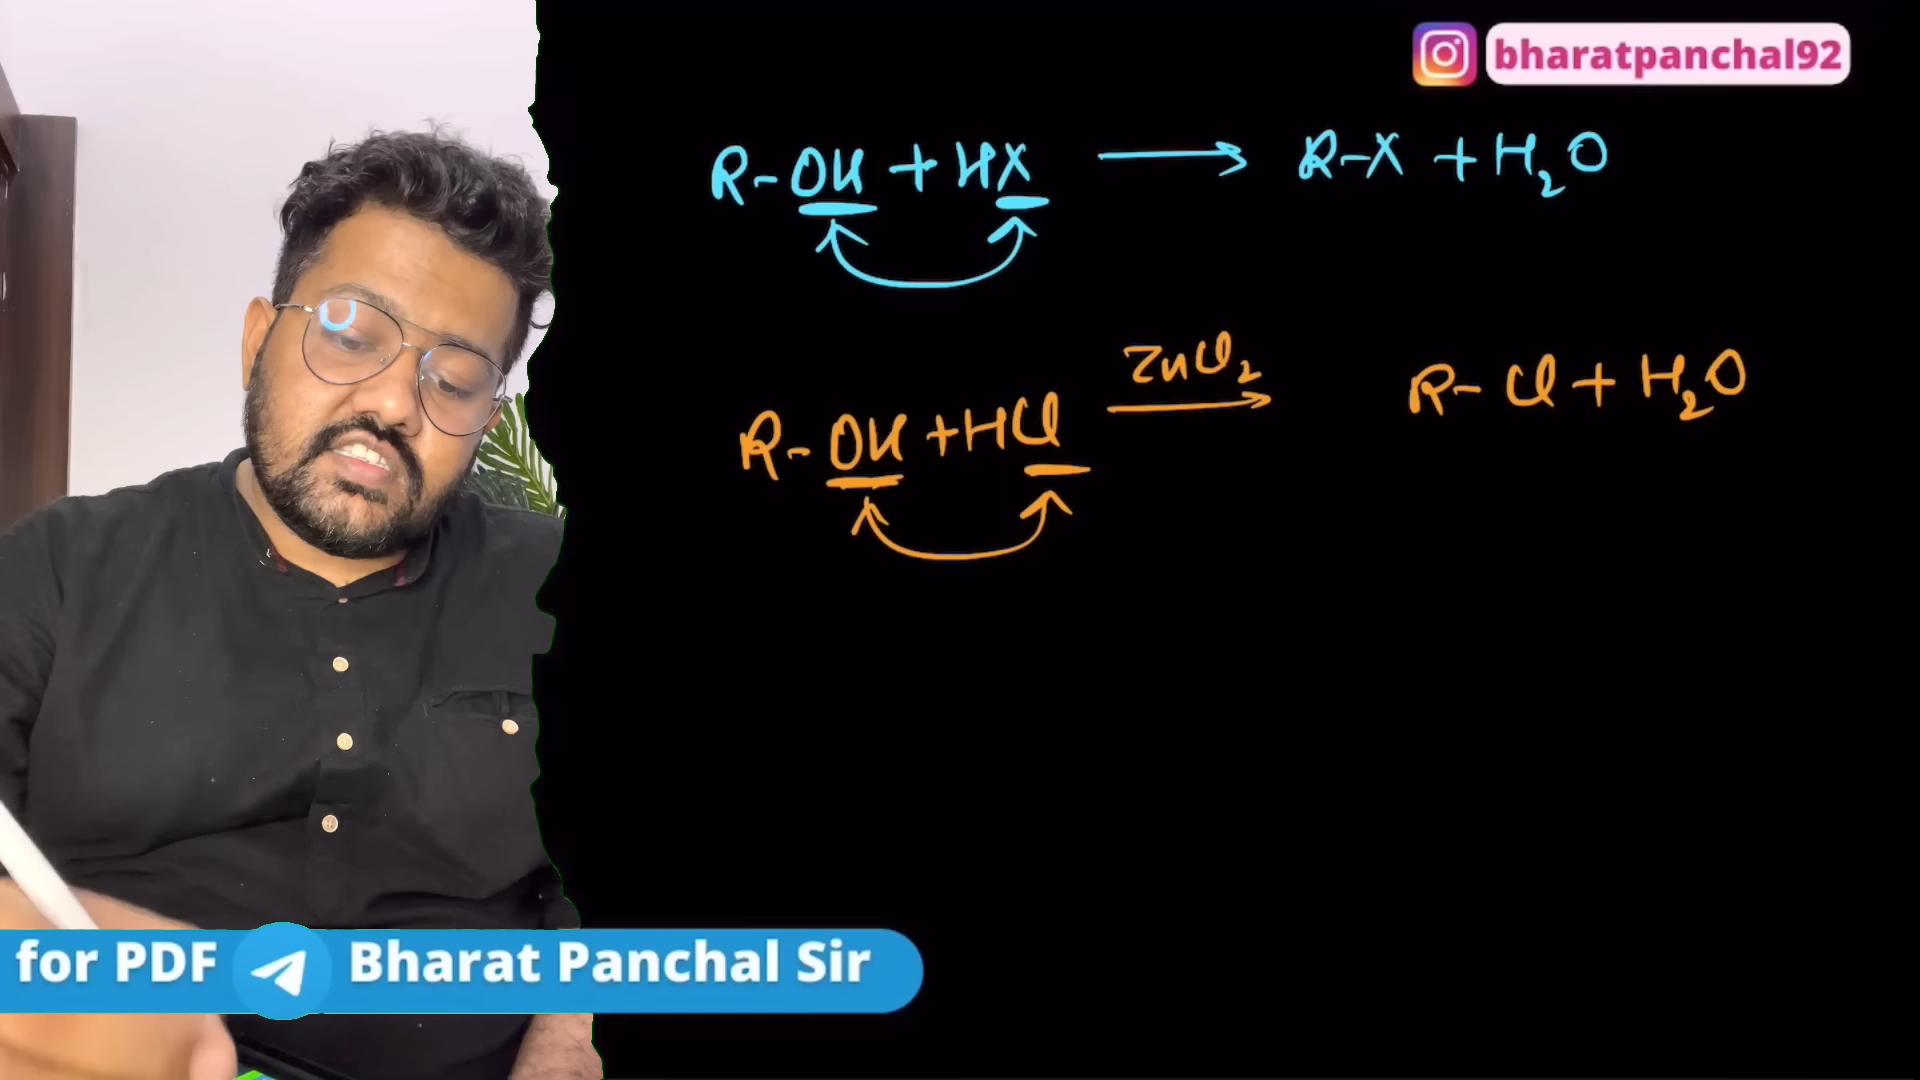 bharatpanchal92
R-OH + HX ⟶ R-X + H₂O
ZnCl₂
R-OH + HCl ⟶ R-Cl + H₂O
for PDF Bharat Panchal Sir